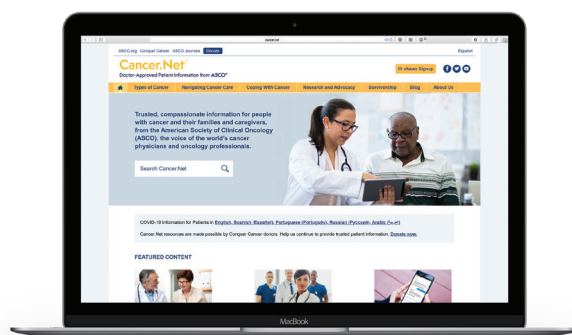 cancer.net
ASCO.org Conquer Cancer ASCO Journals Donate
Español
Cancer.Net
Doctor-Approved Patient Information from ASCO®
eNews Signup
Types of Cancer Navigating Cancer Care Coping With Cancer Research and Advocacy Survivorship Blog About Us
Trusted, compassionate information for people
with cancer and their families and caregivers,
from the American Society of Clinical Oncology
(ASCO), the voice of the world's cancer
physicians and oncology professionals.
Search Cancer.Net
COVID-19 Information for Patients in English, Spanish (Español), Portuguese (Português), Russian (Русский), Arabic (عربي)
Cancer.Net resources are made possible by Conquer Cancer donors. Help us continue to provide trusted patient information. Donate now.
FEATURED CONTENT
MacBook